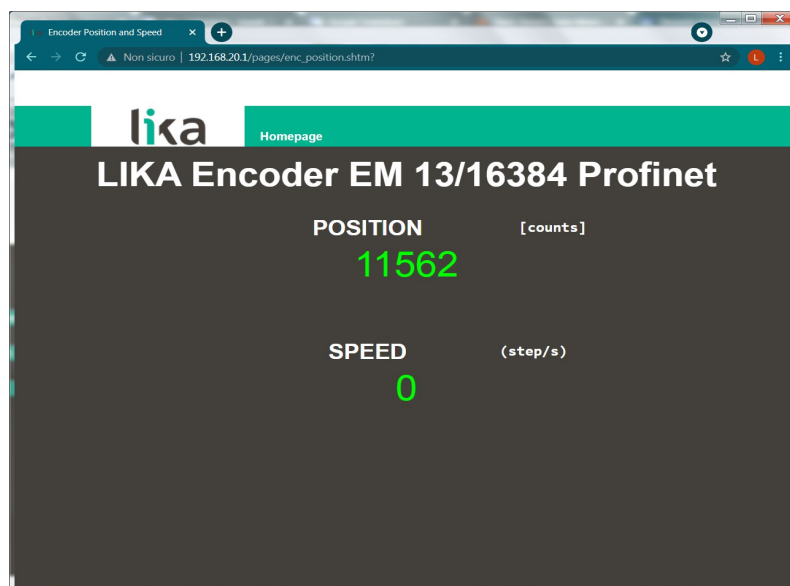 Encoder Position and Speed
Non sicuro | 192.168.20.1/pages/enc_position.shtm?
L
lika
Homepage
LIKA Encoder EM 13/16384 Profinet
POSITION [counts]
11562
SPEED (step/s)
0